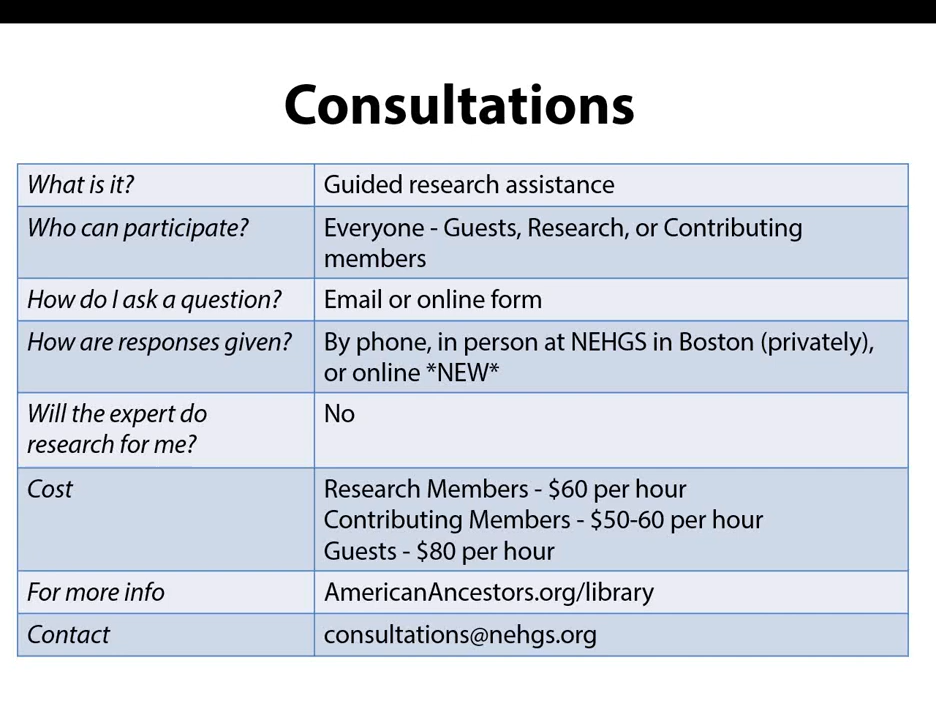 Consultations
What is it?
Guided research assistance
Who can participate?
Everyone - Guests, Research, or Contributing
members
How do I ask a question?
Email or online form
How are responses given?
By phone, in person at NEHGS in Boston (privately),
or online *NEW*
Will the expert do
research for me?
No
Cost
Research Members - $60 per hour
Contributing Members - $50-60 per hour
Guests - $80 per hour
For more info
AmericanAncestors.org/library
Contact
consultations@nehgs.org